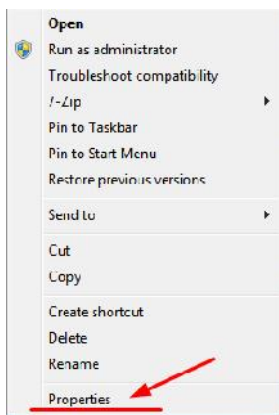 Open
Run as administrator
Troubleshoot compatibility
7-Zip
Pin to Taskbar
Pin to Start Menu
Restore previous versions
Send to
Cut
Copy
Create shortcut
Delete
Rename
Properties